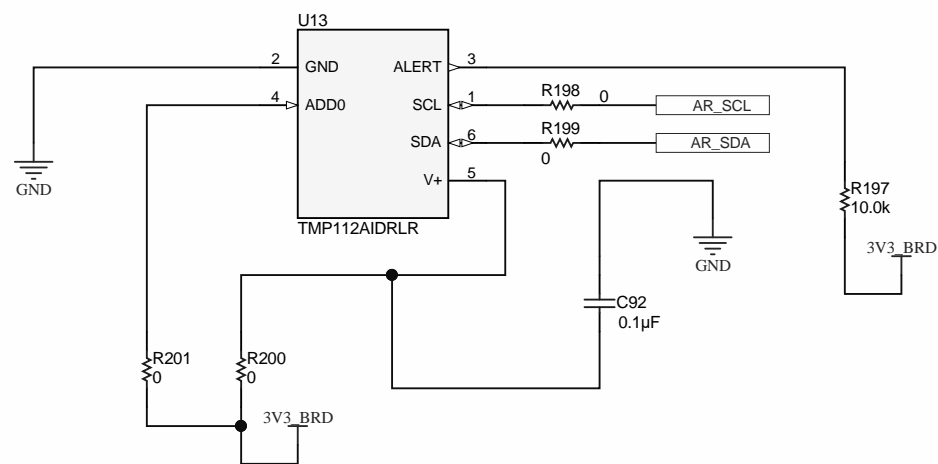 U13
2 GND ALERT 3
4 ADD0 SCL 1 R198 0 AR_SCL
SDA 6 R199 0 AR_SDA
V+ 5
TMP112AIDRLR
GND
GND
R197
10.0k
3V3_BRD
C92
0.1µF
R201
0
R200
0
3V3_BRD